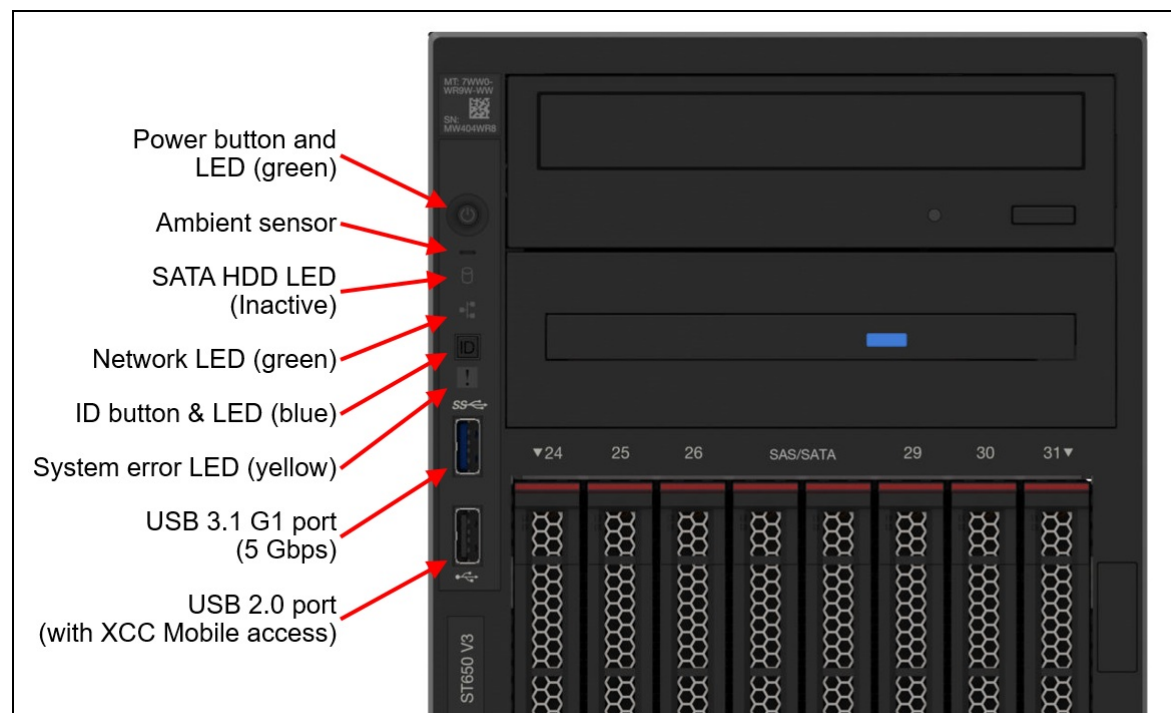 MT: 7WW0-
WR9W-WW
SN:
MW404WR8
Power button and
LED (green)
Ambient sensor
SATA HDD LED
(Inactive)
Network LED (green)
ID button & LED (blue)
System error LED (yellow)
USB 3.1 G1 port
(5 Gbps)
USB 2.0 port
(with XCC Mobile access)
ID
!
SS
▼24 25 26 SAS/SATA 29 30 31▼
ST650 V3